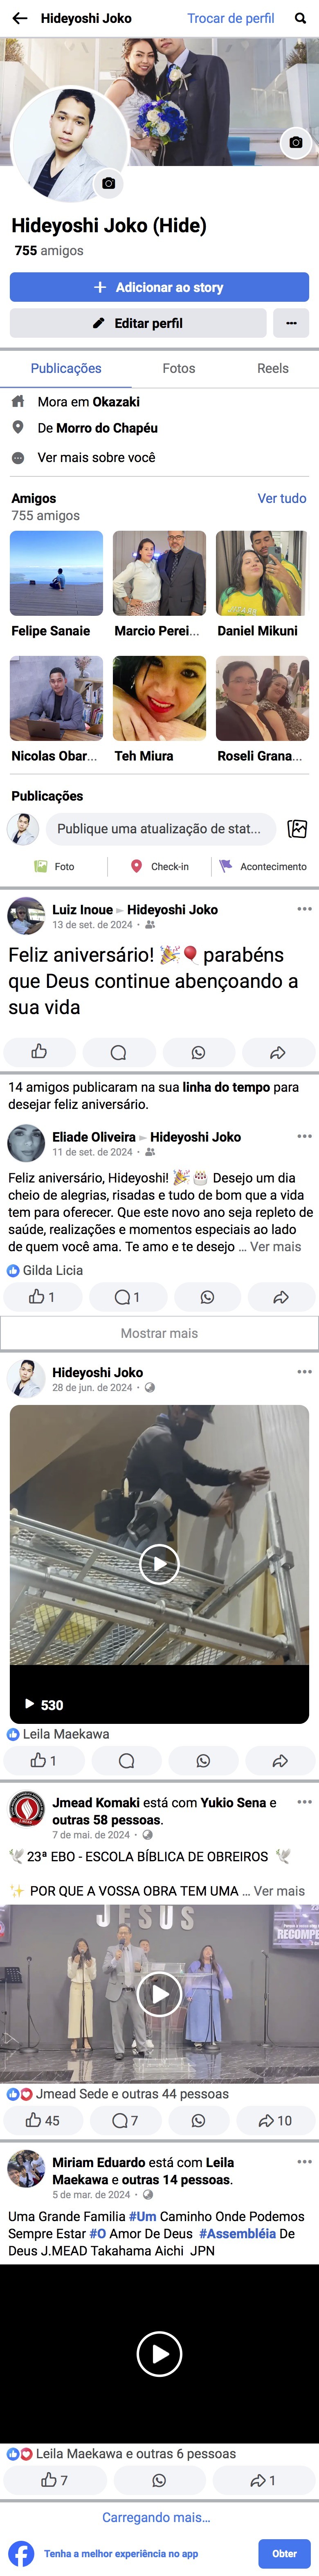 Hideyoshi Joko
Trocar de perfil
Hideyoshi Joko (Hide)
755 amigos
Adicionar ao story
Editar perfil
Publicações
Fotos
Reels
Mora em Okazaki
De Morro do Chapéu
Ver mais sobre você
Amigos
Ver tudo
755 amigos
Felipe Sanaie
Marcio Perei...
Daniel Mikuni
Nicolas Obar...
Teh Miura
Roseli Grana...
Publicações
Publique uma atualização de stat...
Foto
Check-in
Acontecimento
Luiz Inoue ▸ Hideyoshi Joko
13 de set. de 2024 ·
Feliz aniversário! 🎉🎈 parabéns
que Deus continue abençoando a
sua vida
14 amigos publicaram na sua linha do tempo para
desejar feliz aniversário.
Eliade Oliveira ▸ Hideyoshi Joko
11 de set. de 2024 ·
Feliz aniversário, Hideyoshi! 🎉🎂 Desejo um dia
cheio de alegrias, risadas e tudo de bom que a vida
tem para oferecer. Que este novo ano seja repleto de
saúde, realizações e momentos especiais ao lado
de quem você ama. Te amo e te desejo ... Ver mais
Gilda Licia
1
1
Mostrar mais
Hideyoshi Joko
28 de jun. de 2024 ·
530
Leila Maekawa
1
Jmead Komaki está com Yukio Sena e
outras 58 pessoas.
7 de mai. de 2024 ·
🕊 23ª EBO - ESCOLA BÍBLICA DE OBREIROS 🕊
✨ POR QUE A VOSSA OBRA TEM UMA ... Ver mais
JESUS
RECOMPE
Jmead Sede e outras 44 pessoas
45
7
10
Miriam Eduardo está com Leila
Maekawa e outras 14 pessoas.
5 de mar. de 2024 ·
Uma Grande Familia #Um Caminho Onde Podemos
Sempre Estar #O Amor De Deus #Assembléia De
Deus J.MEAD Takahama Aichi JPN
Leila Maekawa e outras 6 pessoas
7
1
Carregando mais...
Tenha a melhor experiência no app
Obter